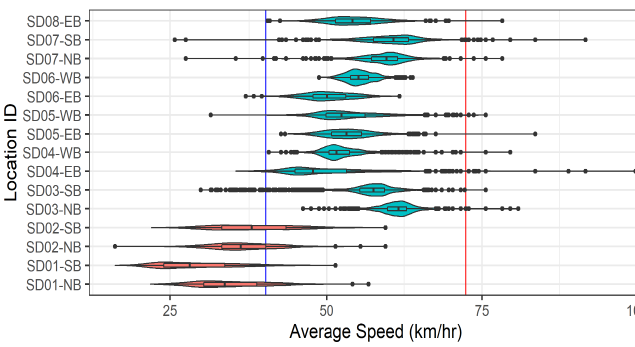 SD08-EB
SD07-SB
SD07-NB
SD06-WB
SD06-EB
SD05-WB
SD05-EB
SD04-WB
SD04-EB
SD03-SB
SD03-NB
SD02-SB
SD02-NB
SD01-SB
SD01-NB
Location ID
25 50 75
Average Speed (km/hr)